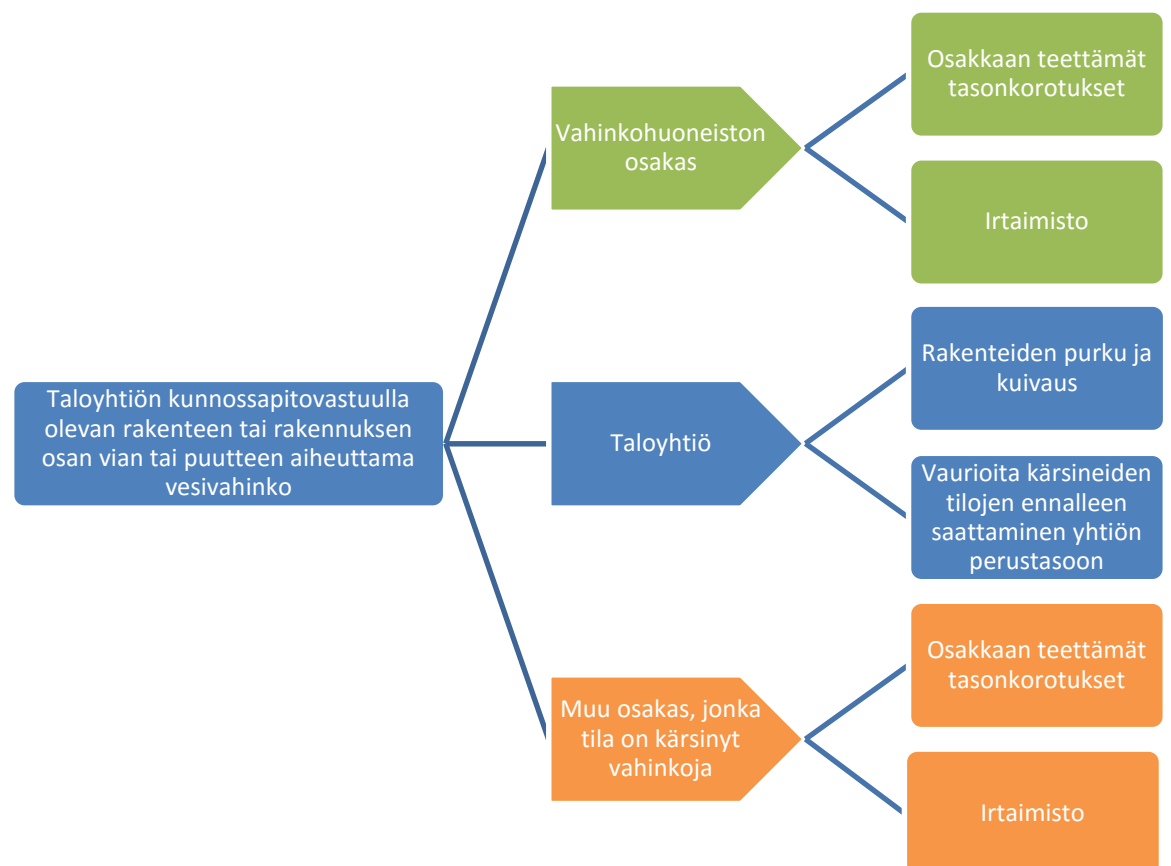 Osakkaan teettämät
tasonkorotukset
Vahinkohuoneiston
osakas
Irtaimisto
Rakenteiden purku ja
kuivaus
Taloyhtiön kunnossapitovastuulla
olevan rakenteen tai rakennuksen
osan vian tai puutteen aiheuttama
vesivahinko
Taloyhtiö
Vaurioita kärsineiden
tilojen ennalleen
saattaminen yhtiön
perustasoon
Osakkaan teettämät
tasonkorotukset
Muu osakas, jonka
tila on kärsinyt
vahinkoja
Irtaimisto